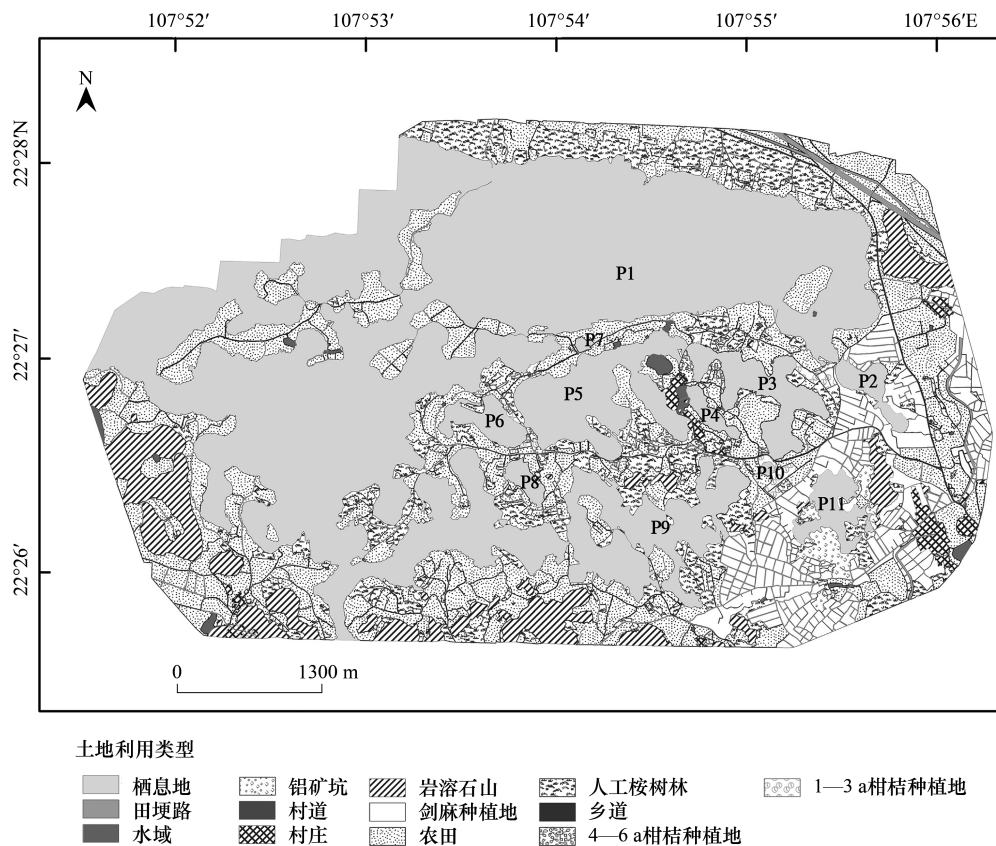 107°52′ 107°53′ 107°54′ 107°55′ 107°56′E
N
22°28′N
22°27′
22°26′
P1
P7
P2
P3
P5
P4
P6
P10
P8
P11
P9
0 1300 m
土地利用类型
栖息地 铝矿坑 岩溶石山 人工桉树林 1—3 a柑桔种植地
田埂路 村道 剑麻种植地 乡道
水域 村庄 农田 4—6 a柑桔种植地